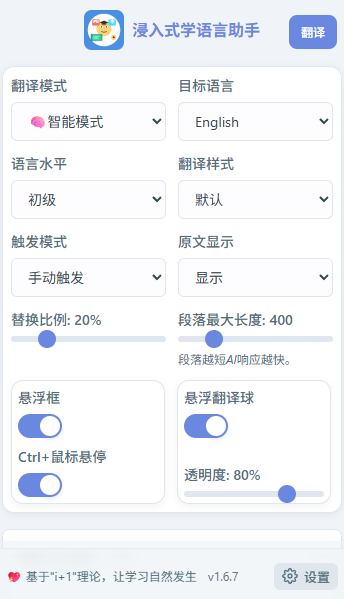 浸入式学语言助手
翻译
翻译模式 目标语言
🧠智能模式 English
语言水平 翻译样式
初级 默认
触发模式 原文显示
手动触发 显示
替换比例: 20% 段落最大长度: 400
段落越短AI响应越快。
悬浮框 悬浮翻译球
Ctrl+鼠标悬停
透明度: 80%
💖 基于"i+1"理论，让学习自然发生 v1.6.7 设置